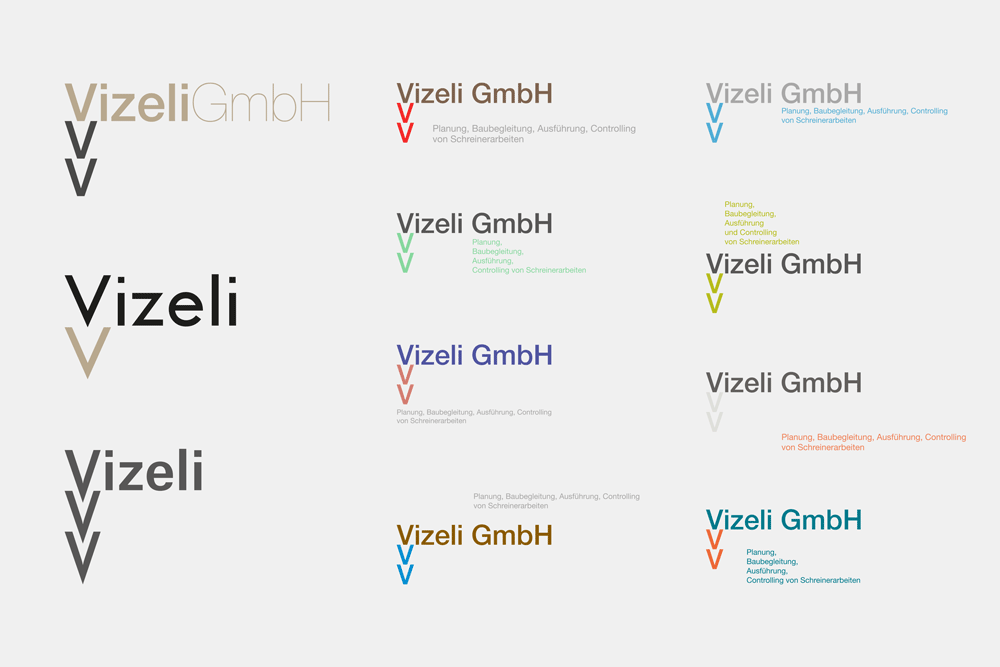 VizeliGmbH
V
V
Vizeli
V
Vizeli
V
V
Vizeli GmbH
V
V
Planung, Baubegleitung, Ausführung, Controlling
von Schreinerarbeiten
Vizeli GmbH
V
V
Planung,
Baubegleitung,
Ausführung,
Controlling von Schreinerarbeiten
Vizeli GmbH
V
V
Planung, Baubegleitung, Ausführung, Controlling
von Schreinerarbeiten
Planung, Baubegleitung, Ausführung, Controlling
von Schreinerarbeiten
Vizeli GmbH
V
V
Vizeli GmbH
V
V
Planung, Baubegleitung, Ausführung, Controlling
von Schreinerarbeiten
Planung,
Baubegleitung,
Ausführung
und Controlling
von Schreinerarbeiten
Vizeli GmbH
V
V
Vizeli GmbH
V
V
Planung, Baubegleitung, Ausführung, Controlling
von Schreinerarbeiten
Vizeli GmbH
V
V
Planung,
Baubegleitung,
Ausführung,
Controlling von Schreinerarbeiten